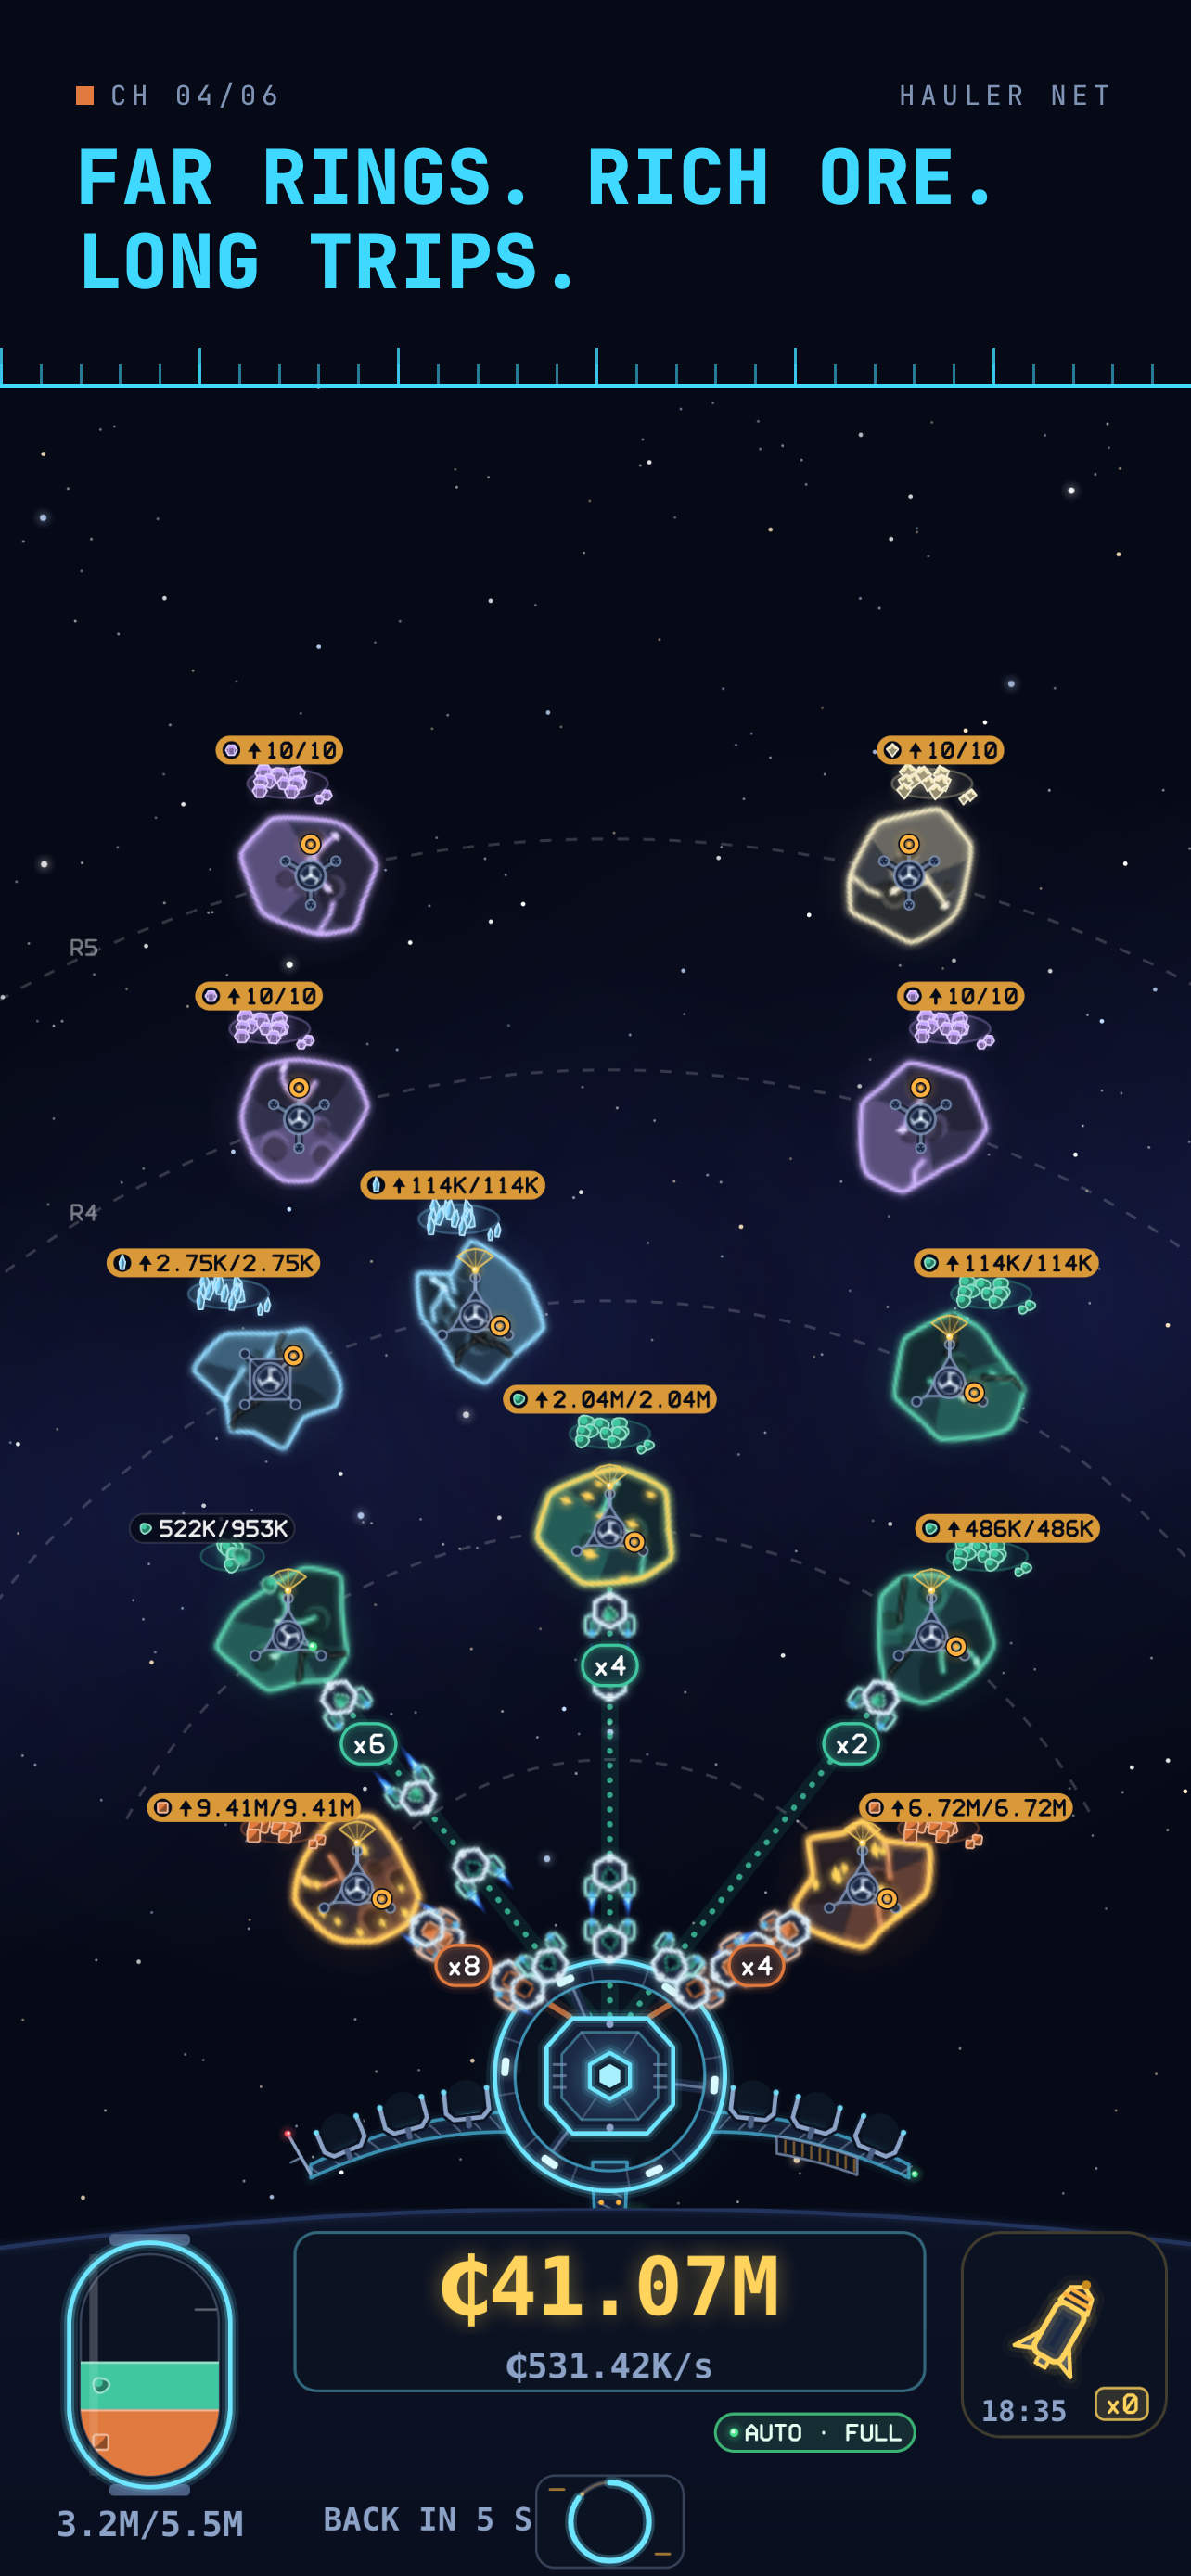 CH 04/06
HAULER NET
FAR RINGS. RICH ORE.
LONG TRIPS.
10/10
10/10
R5
10/10
10/10
114K/114K
R4
2.75K/2.75K
114K/114K
2.04M/2.04M
522K/953K
486K/486K
x4
x6
x2
9.41M/9.41M
6.72M/6.72M
x8
x4
₵41.07M
₵531.42K/s
18:35
x0
AUTO · FULL
3.2M/5.5M
BACK IN 5 S